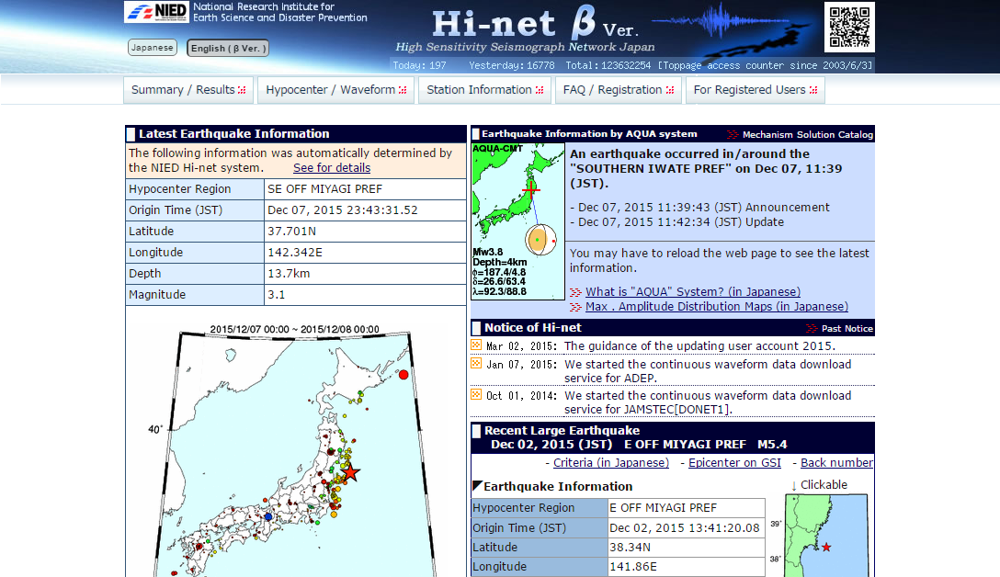 NIED
National Research Institute for
Earth Science and Disaster Prevention
Hi-net β Ver.
High Sensitivity Seismograph Network Japan
Japanese
English ( β Ver. )
Today: 197 Yesterday: 16778 Total: 123632254 [Toppage access counter since 2003/6/3]
Summary / Results
Hypocenter / Waveform
Station Information
FAQ / Registration
For Registered Users
Latest Earthquake Information
The following information was automatically determined by
the NIED Hi-net system. See for details
Hypocenter Region SE OFF MIYAGI PREF
Origin Time (JST) Dec 07, 2015 23:43:31.52
Latitude 37.701N
Longitude 142.342E
Depth 13.7km
Magnitude 3.1
2015/12/07 00:00 ~ 2015/12/08 00:00
40°
Earthquake Information by AQUA system
Mechanism Solution Catalog
AQUA-CMT
Mw3.8
Depth=4km
ϕ=187.4/4.8
δ=26.6/63.4
λ=92.3/88.8
An earthquake occurred in/around the
"SOUTHERN IWATE PREF" on Dec 07, 11:39
(JST).
- Dec 07, 2015 11:39:43 (JST) Announcement
- Dec 07, 2015 11:42:34 (JST) Update
You may have to reload the web page to see the latest
information.
What is "AQUA" System? (in Japanese)
Max . Amplitude Distribution Maps (in Japanese)
Notice of Hi-net
Past Notice
Mar 02, 2015: The guidance of the updating user account 2015.
Jan 07, 2015: We started the continuous waveform data download
service for ADEP.
Oct 01, 2014: We started the continuous waveform data download
service for JAMSTEC[DONET1].
Recent Large Earthquake
Dec 02, 2015 (JST) E OFF MIYAGI PREF M5.4
- Criteria (in Japanese) - Epicenter on GSI - Back number
Earthquake Information
Hypocenter Region E OFF MIYAGI PREF
Origin Time (JST) Dec 02, 2015 13:41:20.08
Latitude 38.34N
Longitude 141.86E
↓ Clickable
39°
38°